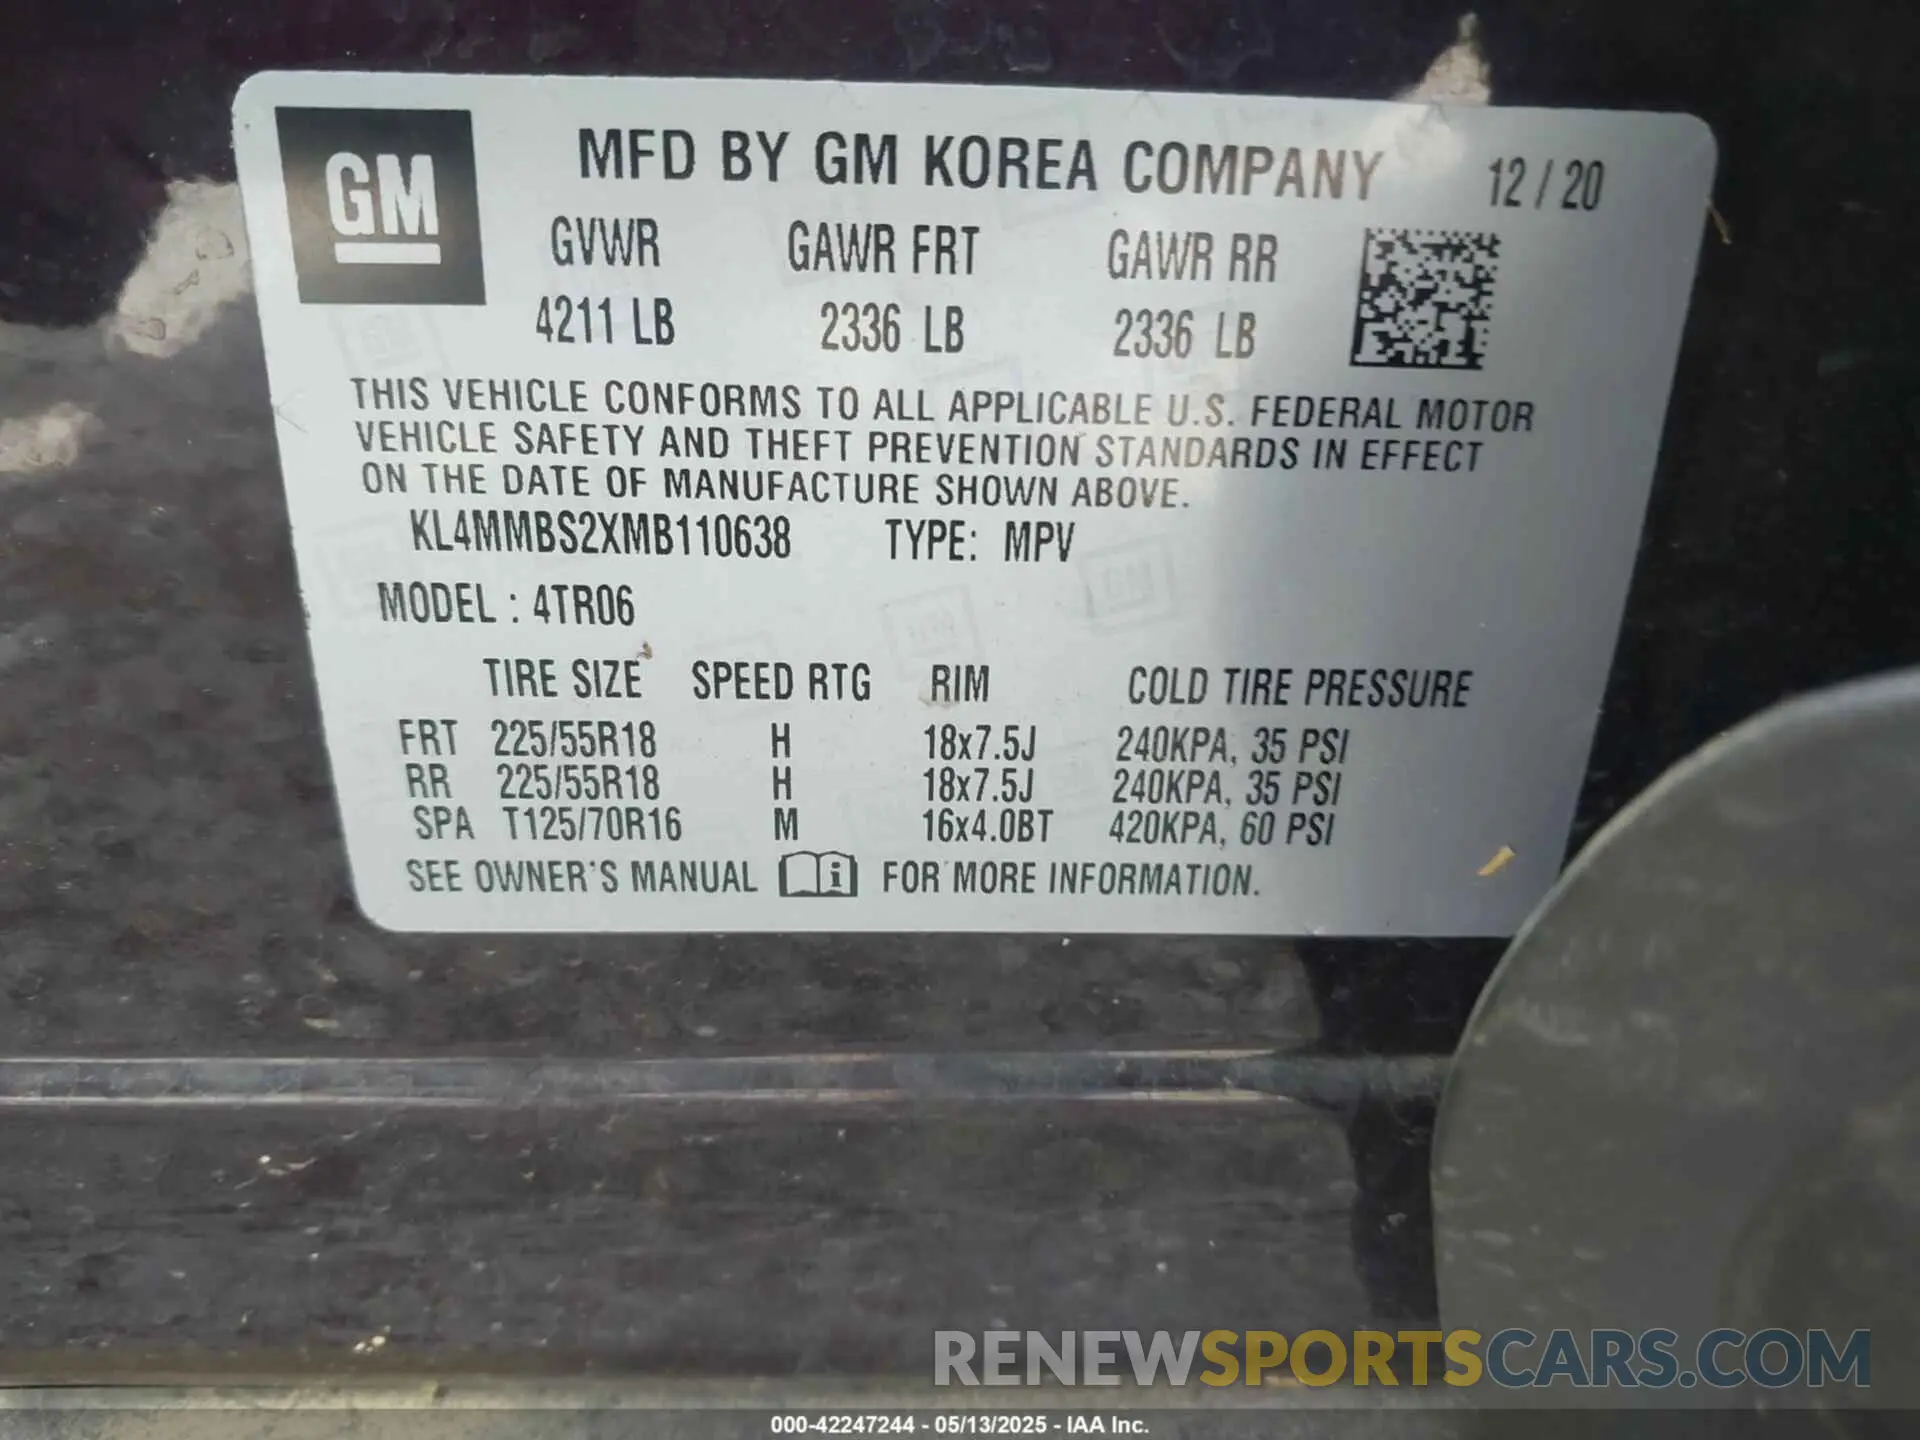 GM
MFD BY GM KOREA COMPANY 12 / 20
GVWR GAWR FRT GAWR RR
4211 LB 2336 LB 2336 LB
THIS VEHICLE CONFORMS TO ALL APPLICABLE U.S. FEDERAL MOTOR
VEHICLE SAFETY AND THEFT PREVENTION STANDARDS IN EFFECT
ON THE DATE OF MANUFACTURE SHOWN ABOVE.
KL4MMBS2XMB110638 TYPE: MPV
MODEL : 4TR06
TIRE SIZE SPEED RTG RIM COLD TIRE PRESSURE
FRT 225/55R18 H 18x7.5J 240KPA, 35 PSI
RR 225/55R18 H 18x7.5J 240KPA, 35 PSI
SPA T125/70R16 M 16x4.0BT 420KPA, 60 PSI
SEE OWNER'S MANUAL i FOR MORE INFORMATION.
RENEWSPORTSCARS.COM
000-42247244 - 05/13/2025 - IAA Inc.